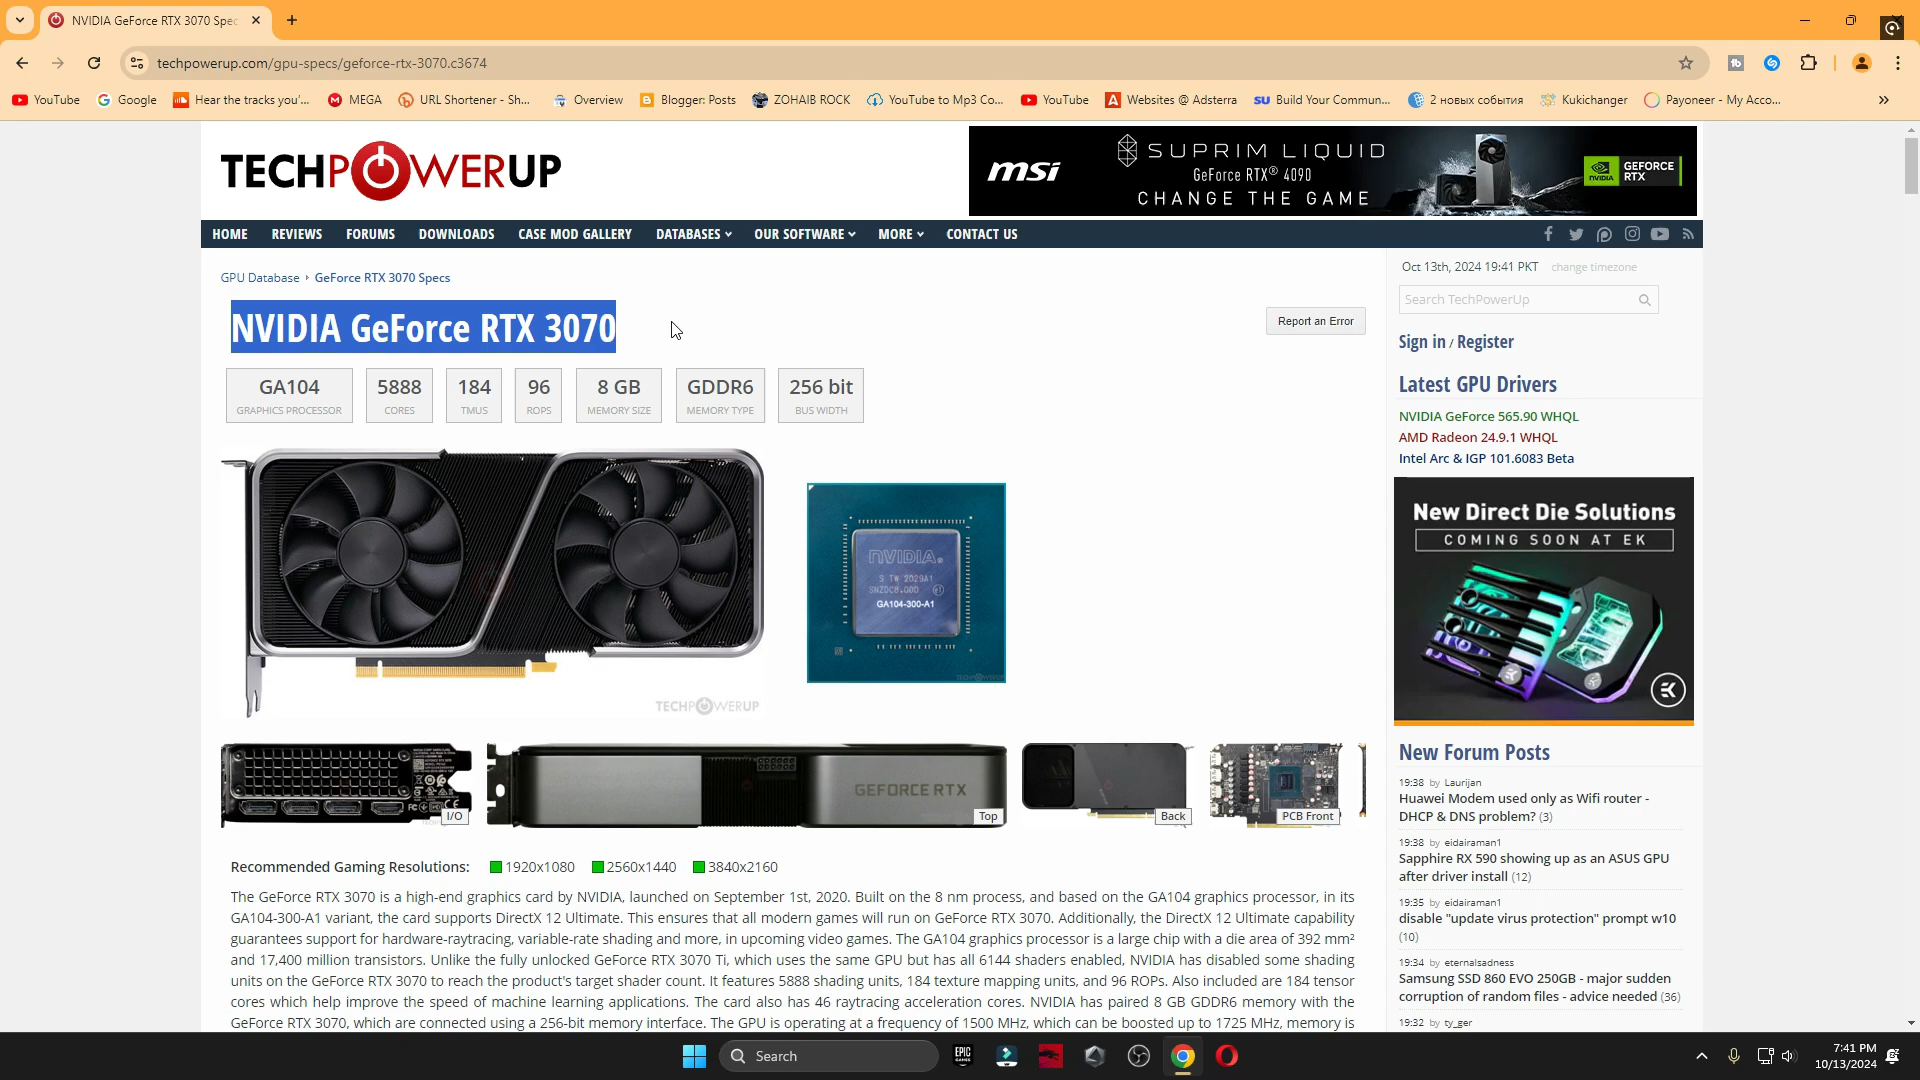 NVIDIA GeForce RTX 3070 Spec
techpowerup.com/gpu-specs/geforce-rtx-3070.c3674
YouTube
Google
Hear the tracks you'...
MEGA
URL Shortener - Sh...
Overview
Blogger: Posts
ZOHAIB ROCK
YouTube to Mp3 Co...
YouTube
Websites @ Adsterra
Build Your Commun...
2 новых события
Kukichanger
Payoneer - My Acco...
TECHPOWERUP
msi
SUPRIM LIQUID
GeForce RTX® 4090
CHANGE THE GAME
NVIDIA
GEFORCE RTX
HOME
REVIEWS
FORUMS
DOWNLOADS
CASE MOD GALLERY
DATABASES
OUR SOFTWARE
MORE
CONTACT US
GPU Database
GeForce RTX 3070 Specs
Oct 13th, 2024 19:41 PKT change timezone
NVIDIA GeForce RTX 3070
Report an Error
Search TechPowerUp
Sign in / Register
GA104
GRAPHICS PROCESSOR
5888
CORES
184
TMUS
96
ROPS
8 GB
MEMORY SIZE
GDDR6
MEMORY TYPE
256 bit
BUS WIDTH
Latest GPU Drivers
NVIDIA GeForce 565.90 WHQL
AMD Radeon 24.9.1 WHQL
Intel Arc & IGP 101.6083 Beta
NVIDIA
S TW 2029A1
GA104-300-A1
TECHPOWERUP
New Direct Die Solutions
COMING SOON AT EK
I/O
GEFORCE RTX
Top
Back
PCB Front
New Forum Posts
19:38 by Laurijan
Huawei Modem used only as Wifi router -
DHCP & DNS problem? (3)
19:38 by eidairaman1
Sapphire RX 590 showing up as an ASUS GPU
after driver install (12)
19:35 by eidairaman1
disable "update virus protection" prompt w10
(10)
19:34 by eternalsadness
Samsung SSD 860 EVO 250GB - major sudden
corruption of random files - advice needed (36)
19:32 by ty_ger
Recommended Gaming Resolutions:
1920x1080
2560x1440
3840x2160
The GeForce RTX 3070 is a high-end graphics card by NVIDIA, launched on September 1st, 2020. Built on the 8 nm process, and based on the GA104 graphics processor, in its
GA104-300-A1 variant, the card supports DirectX 12 Ultimate. This ensures that all modern games will run on GeForce RTX 3070. Additionally, the DirectX 12 Ultimate capability
guarantees support for hardware-raytracing, variable-rate shading and more, in upcoming video games. The GA104 graphics processor is a large chip with a die area of 392 mm²
and 17,400 million transistors. Unlike the fully unlocked GeForce RTX 3070 Ti, which uses the same GPU but has all 6144 shaders enabled, NVIDIA has disabled some shading
units on the GeForce RTX 3070 to reach the product's target shader count. It features 5888 shading units, 184 texture mapping units, and 96 ROPs. Also included are 184 tensor
cores which help improve the speed of machine learning applications. The card also has 46 raytracing acceleration cores. NVIDIA has paired 8 GB GDDR6 memory with the
GeForce RTX 3070, which are connected using a 256-bit memory interface. The GPU is operating at a frequency of 1500 MHz, which can be boosted up to 1725 MHz, memory is
Search
EPIC GAMES
7:41 PM
10/13/2024